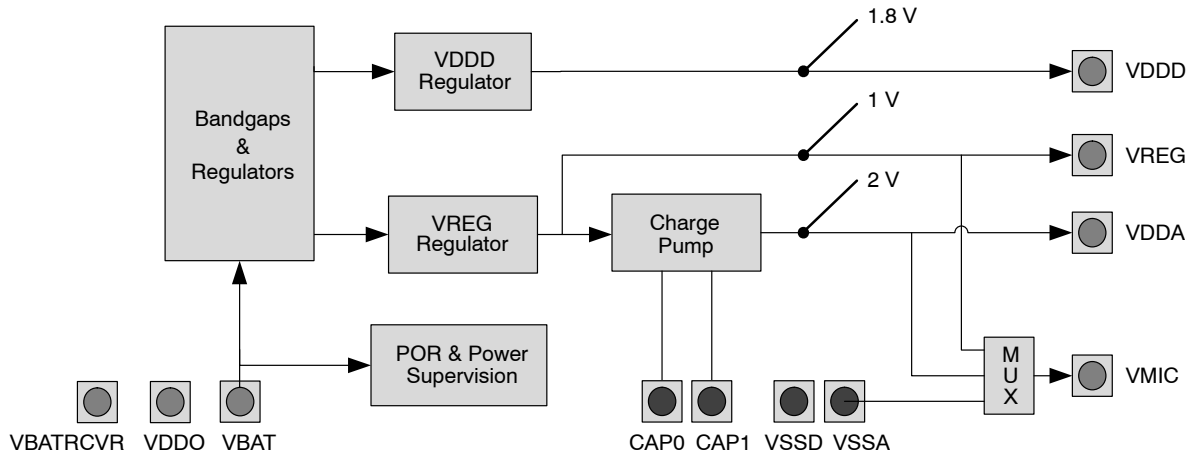 1.8 V
VDDD
Regulator
VDDD
Bandgaps
&
Regulators
1 V
VREG
2 V
VREG
Regulator
Charge
Pump
VDDA
POR & Power
Supervision
M
U
X
VMIC
VBATRCVR
VDDO
VBAT
CAP0
CAP1
VSSD
VSSA